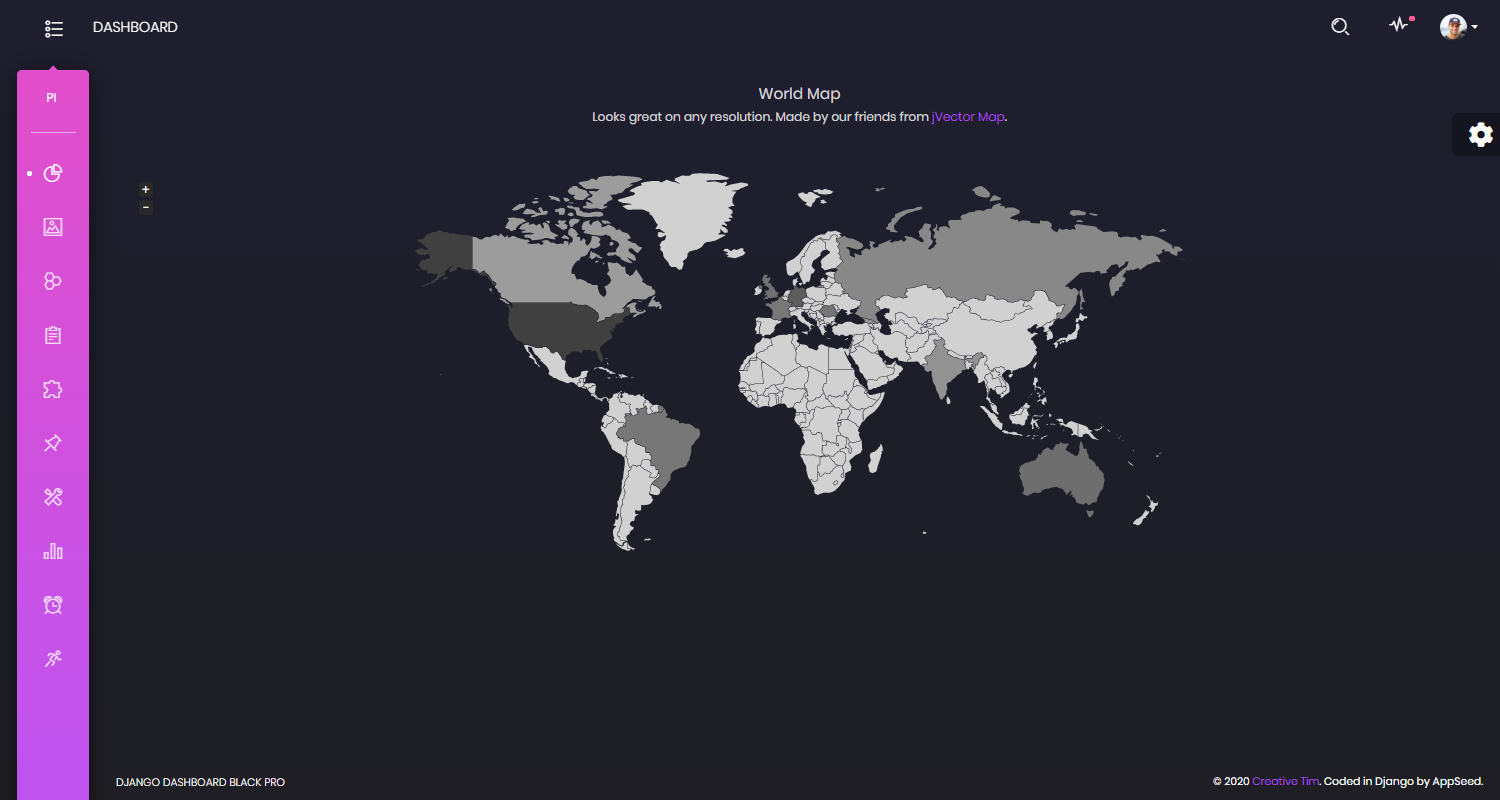 DASHBOARD
PI
World Map
Looks great on any resolution. Made by our friends from jVector Map.
+
−
DJANGO DASHBOARD BLACK PRO
© 2020 Creative Tim. Coded in Django by AppSeed.